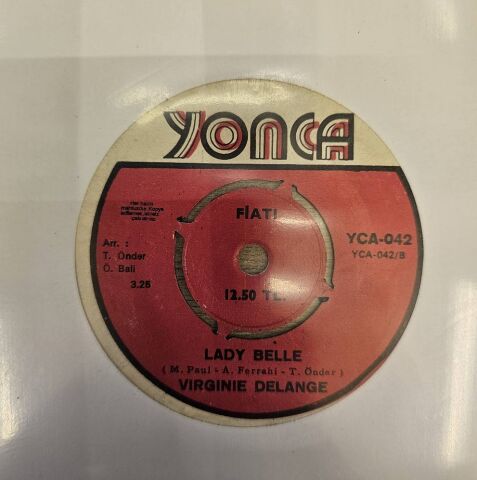 YONCA
FİATI
YCA-042
YCA-042/B
Arr. :
T. Önder
Ö. Bali
3.25
12.50 TL.
LADY BELLE
( M. Paul - A. Ferrahi - T. Önder )
VIRGINIE DELANGE